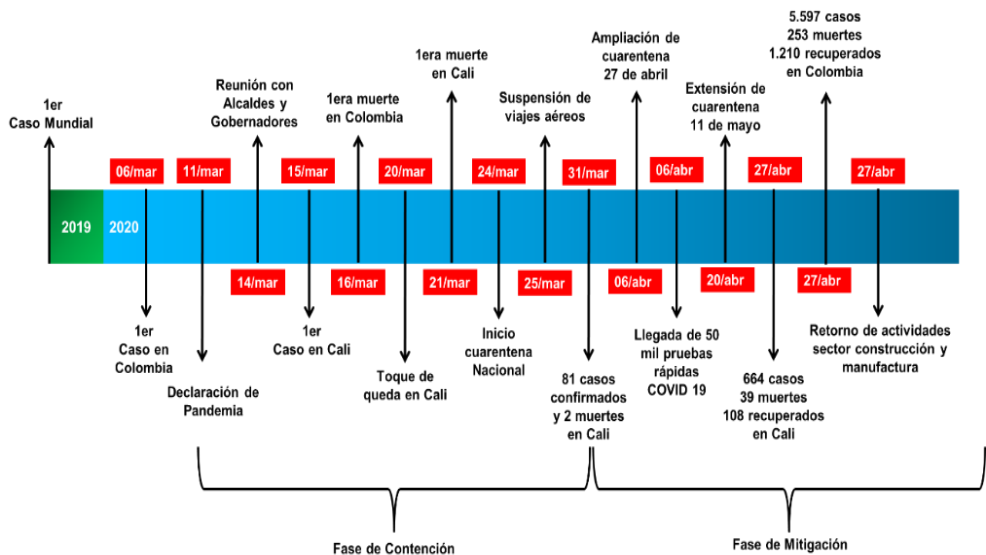 1er
Caso Mundial
Reunión con
Alcaldes y
Gobernadores
1era muerte
en Colombia
1era muerte
en Cali
Suspensión de
viajes aéreos
Ampliación de
cuarentena
27 de abril
Extensión de
cuarentena
11 de mayo
5.597 casos
253 muertes
1.210 recuperados
en Colombia
06/mar
11/mar
15/mar
20/mar
24/mar
31/mar
06/abr
27/abr
27/abr
2019
2020
14/mar
16/mar
21/mar
25/mar
06/abr
20/abr
27/abr
1er
Caso en
Colombia
Declaración de
Pandemia
1er
Caso en Cali
Toque de
queda en Cali
Inicio
cuarentena
Nacional
81 casos
confirmados
y 2 muertes
en Cali
Llegada de 50
mil pruebas
rápidas
COVID 19
664 casos
39 muertes
108 recuperados
en Cali
Retorno de actividades
sector construcción y
manufactura
Fase de Contención
Fase de Mitigación